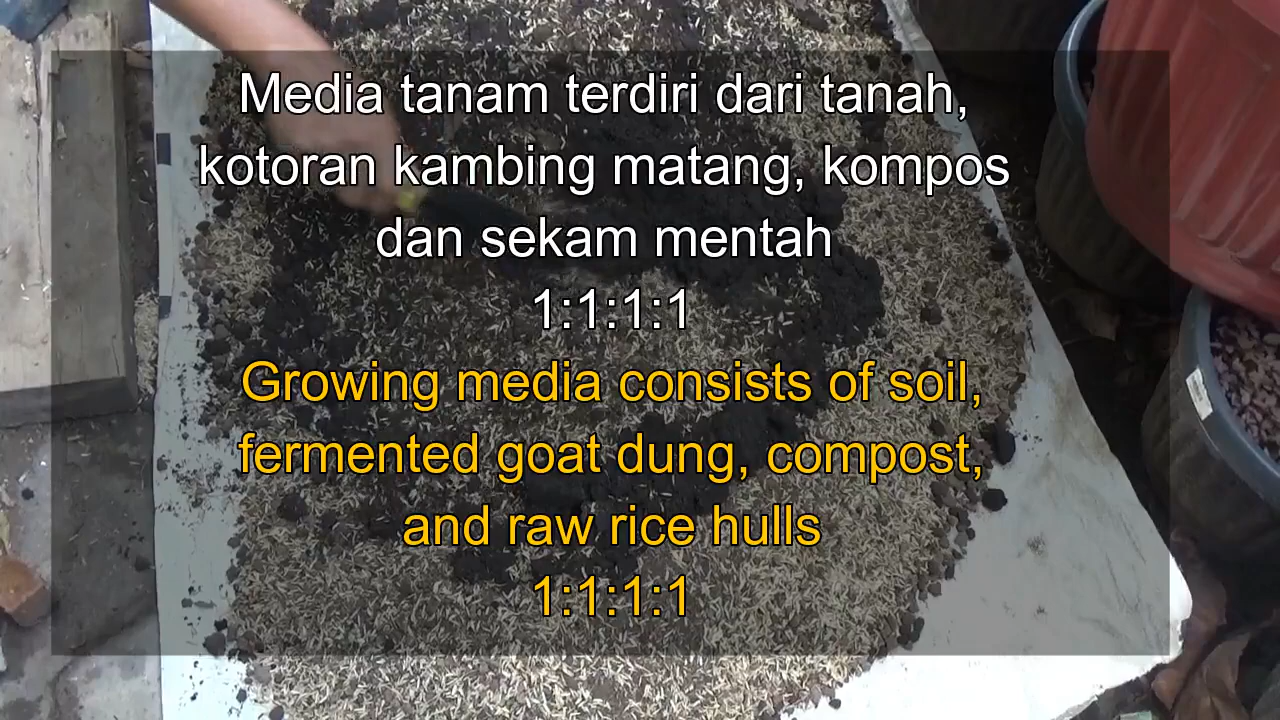 Media tanam terdiri dari tanah,
kotoran kambing matang, kompos
dan sekam mentah
1:1:1:1
Growing media consists of soil,
fermented goat dung, compost,
and raw rice hulls
1:1:1:1